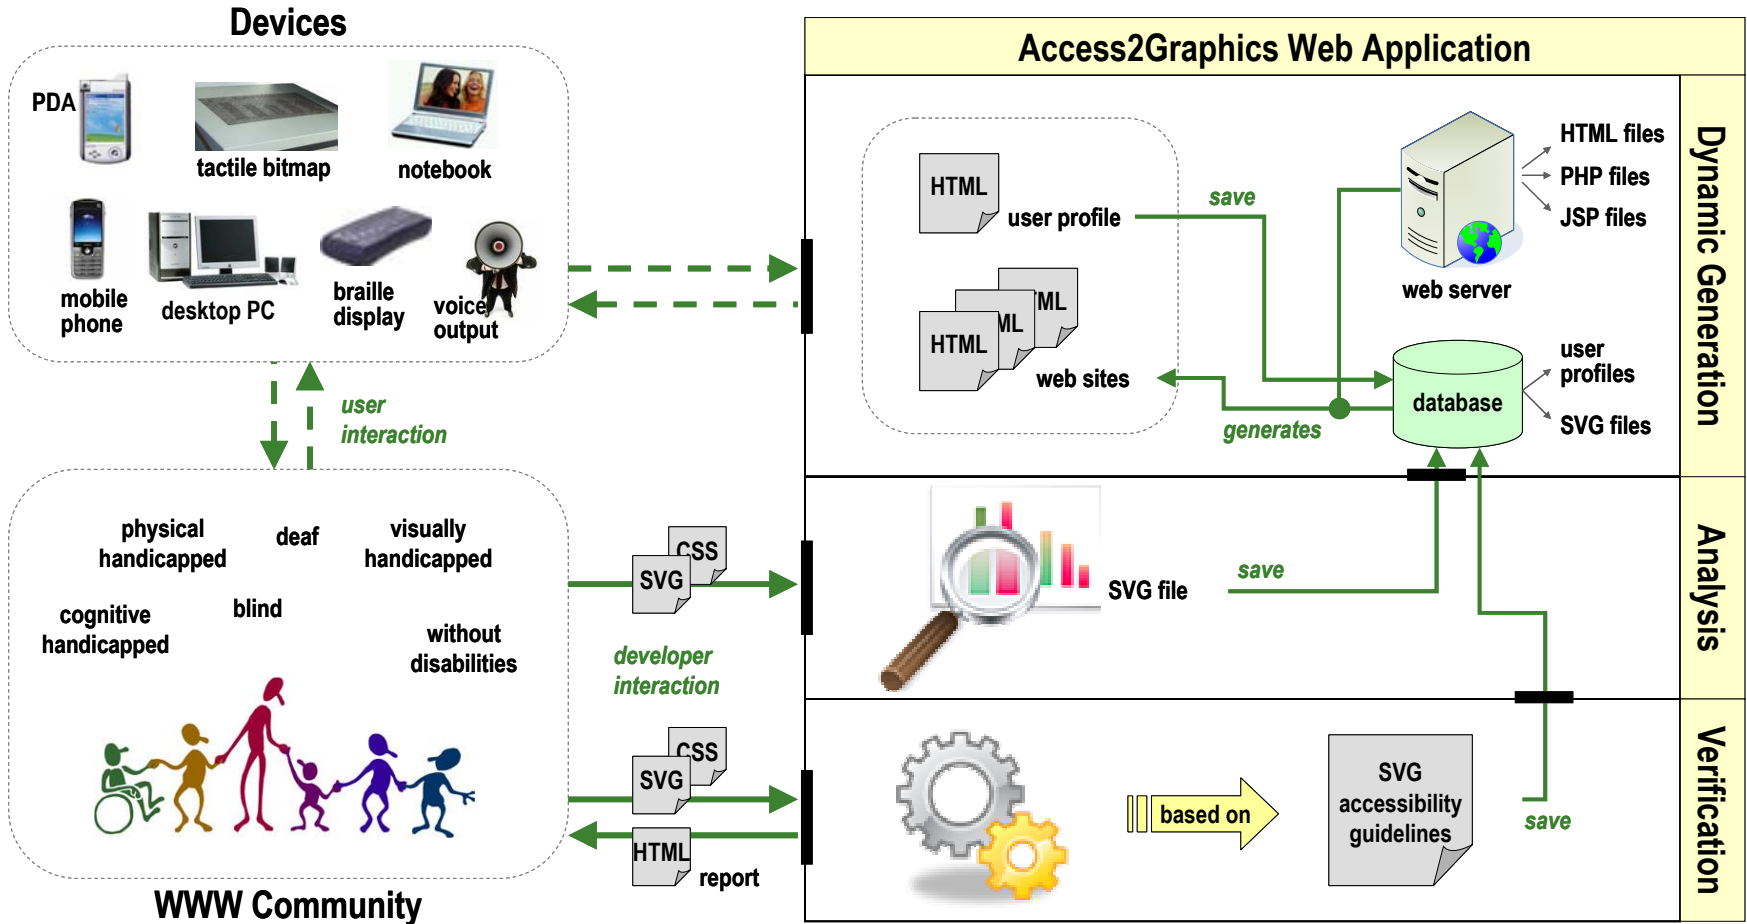 Devices
PDA
tactile bitmap
notebook
mobile
phone
desktop PC
braille
display
voice
output
user
interaction
physical
handicapped
deaf
visually
handicapped
cognitive
handicapped
blind
without
disabilities
WWW Community
CSS
SVG
developer
interaction
CSS
SVG
HTML
report
Access2Graphics Web Application
Dynamic Generation
HTML
user profile
save
HTML files
PHP files
JSP files
web server
HTML
web sites
generates
database
user
profiles
SVG files
Analysis
SVG file
save
Verification
based on
SVG
accessibility
guidelines
save